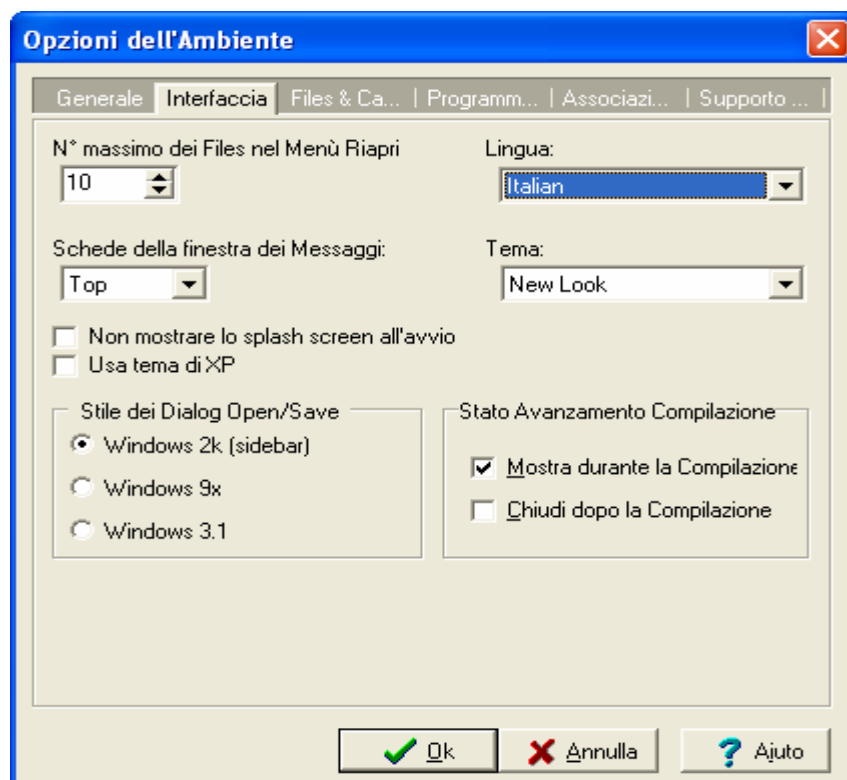 Opzioni dell'Ambiente
Generale | Interfaccia | Files & Ca... | Programm... | Associazi... | Supporto ... |
N° massimo dei Files nel Menù Riapri
10
Lingua:
Italian
Schede della finestra dei Messaggi:
Top
Tema:
New Look
Non mostrare lo splash screen all'avvio
Usa tema di XP
Stile dei Dialog Open/Save
Windows 2k (sidebar)
Windows 9x
Windows 3.1
Stato Avanzamento Compilazione
Mostra durante la Compilazione
Chiudi dopo la Compilazione
Ok
Annulla
? Aiuto